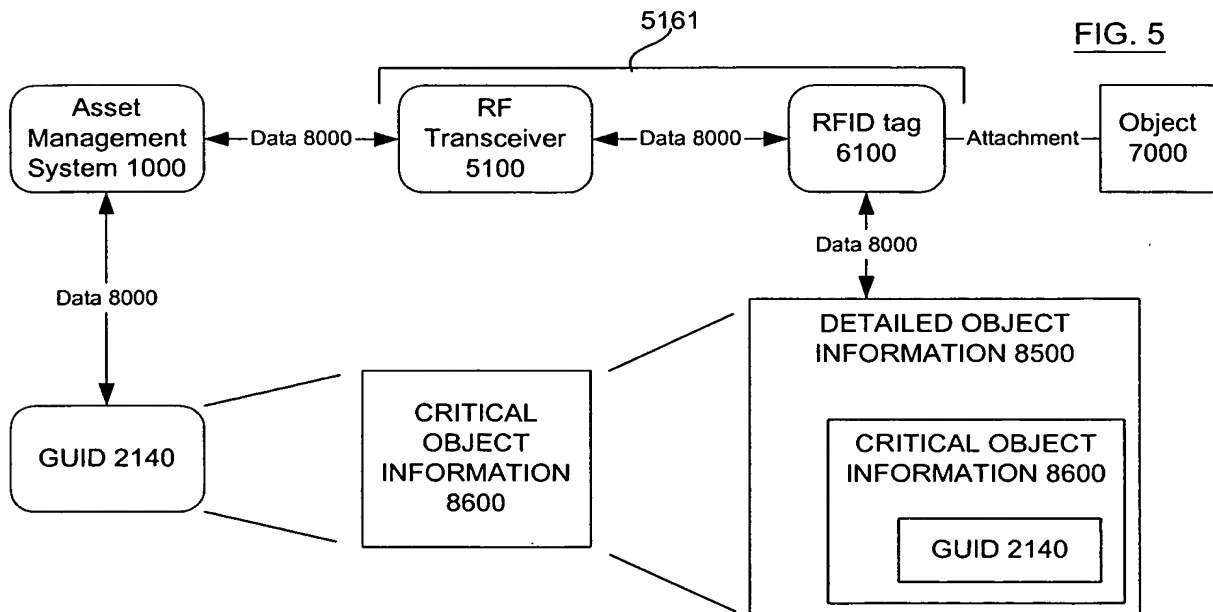 5161
FIG. 5
Asset
Management
System 1000
Data 8000
RF
Transceiver
5100
Data 8000
RFID tag
6100
Attachment
Object
7000
Data 8000
Data 8000
GUID 2140
CRITICAL
OBJECT
INFORMATION
8600
DETAILED OBJECT
INFORMATION 8500
CRITICAL OBJECT
INFORMATION 8600
GUID 2140